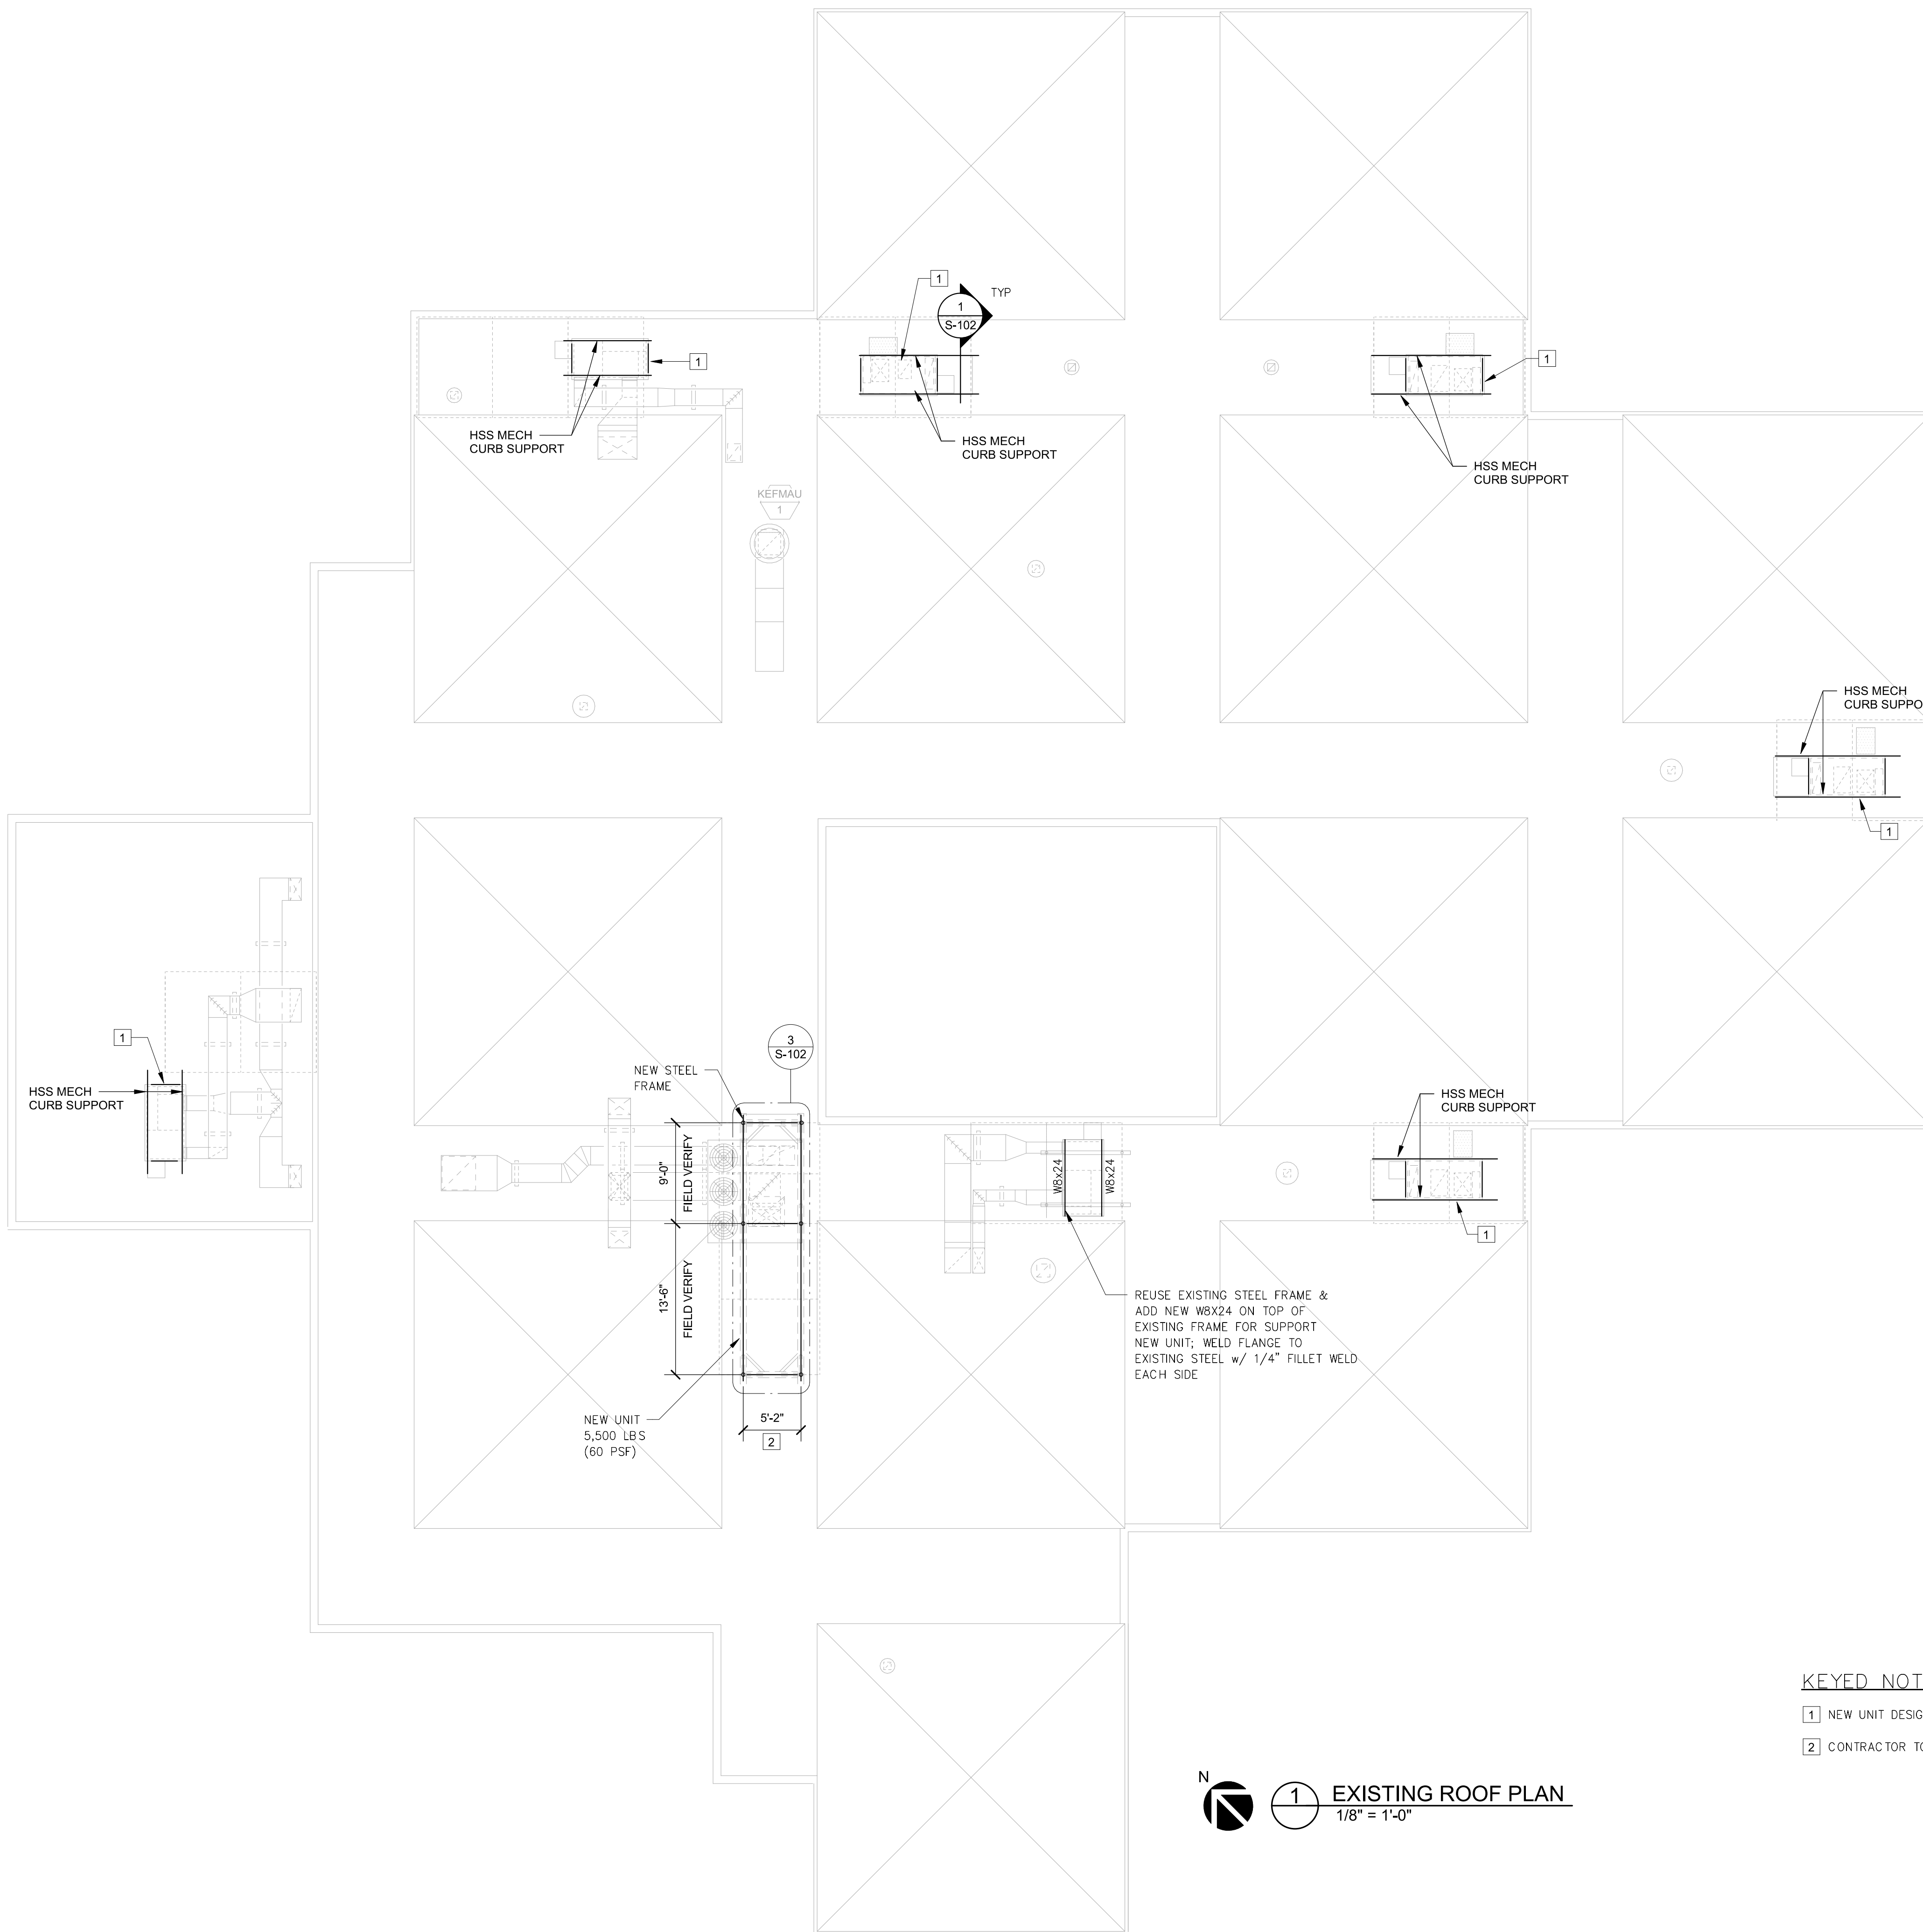 1
1
S-102
TYP
1
1
HSS MECH
CURB SUPPORT
HSS MECH
CURB SUPPORT
HSS MECH
CURB SUPPORT
KEFMAU
1
HSS MECH
CURB SUPPO
1
1
HSS MECH
CURB SUPPORT
3
S-102
NEW STEEL
FRAME
9'-0"
FIELD VERIFY
13'-6"
FIELD VERIFY
W8x24
W8x24
HSS MECH
CURB SUPPORT
1
REUSE EXISTING STEEL FRAME &
ADD NEW W8X24 ON TOP OF
EXISTING FRAME FOR SUPPORT
NEW UNIT; WELD FLANGE TO
EXISTING STEEL w/ 1/4" FILLET WELD
EACH SIDE
NEW UNIT
5,500 LBS
(60 PSF)
5'-2"
2
KEYED NOT
1 NEW UNIT DESIG
2 CONTRACTOR TO
N
1
EXISTING ROOF PLAN
1/8" = 1'-0"